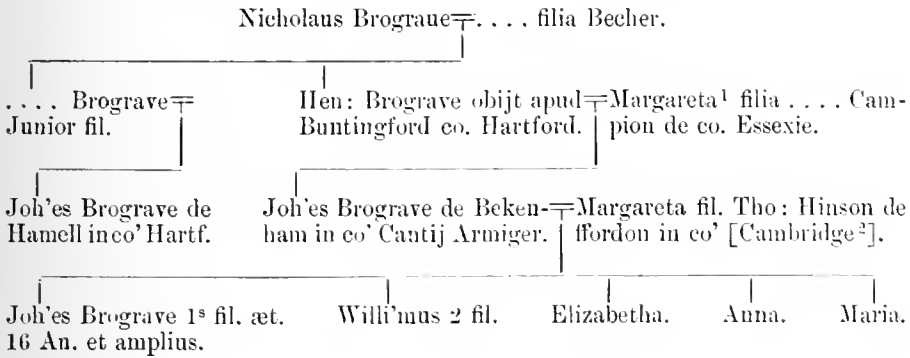 Nicholaus Brograue╤. . . . filia Becher.
. . . . Brograve╤ Hen: Brograve obijt apud╤Margareta¹ filia . . . . Cam-
Junior fil. Buntingford co. Hartford. pion de co. Essexie.
Joh'es Brograve de Joh'es Brograve de Beken-╤Margareta fil. Tho: Hinson de
Hamell in co' Hartf. ham in co' Cantij Armiger. ffordon in co' [Cambridge²].
Joh'es Brograve 1ˢ fil. æt. Willi'mus 2 fil. Elizabetha. Anna. Maria.
16 An. et amplius.